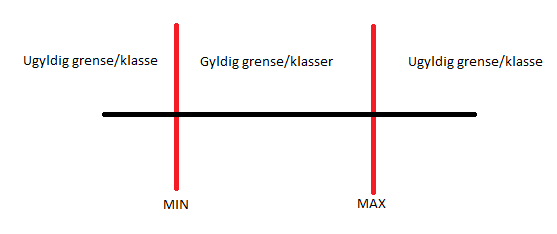 Ugyldig grense/klasse
Gyldig grense/klasser
Ugyldig grense/klasse
MIN
MAX